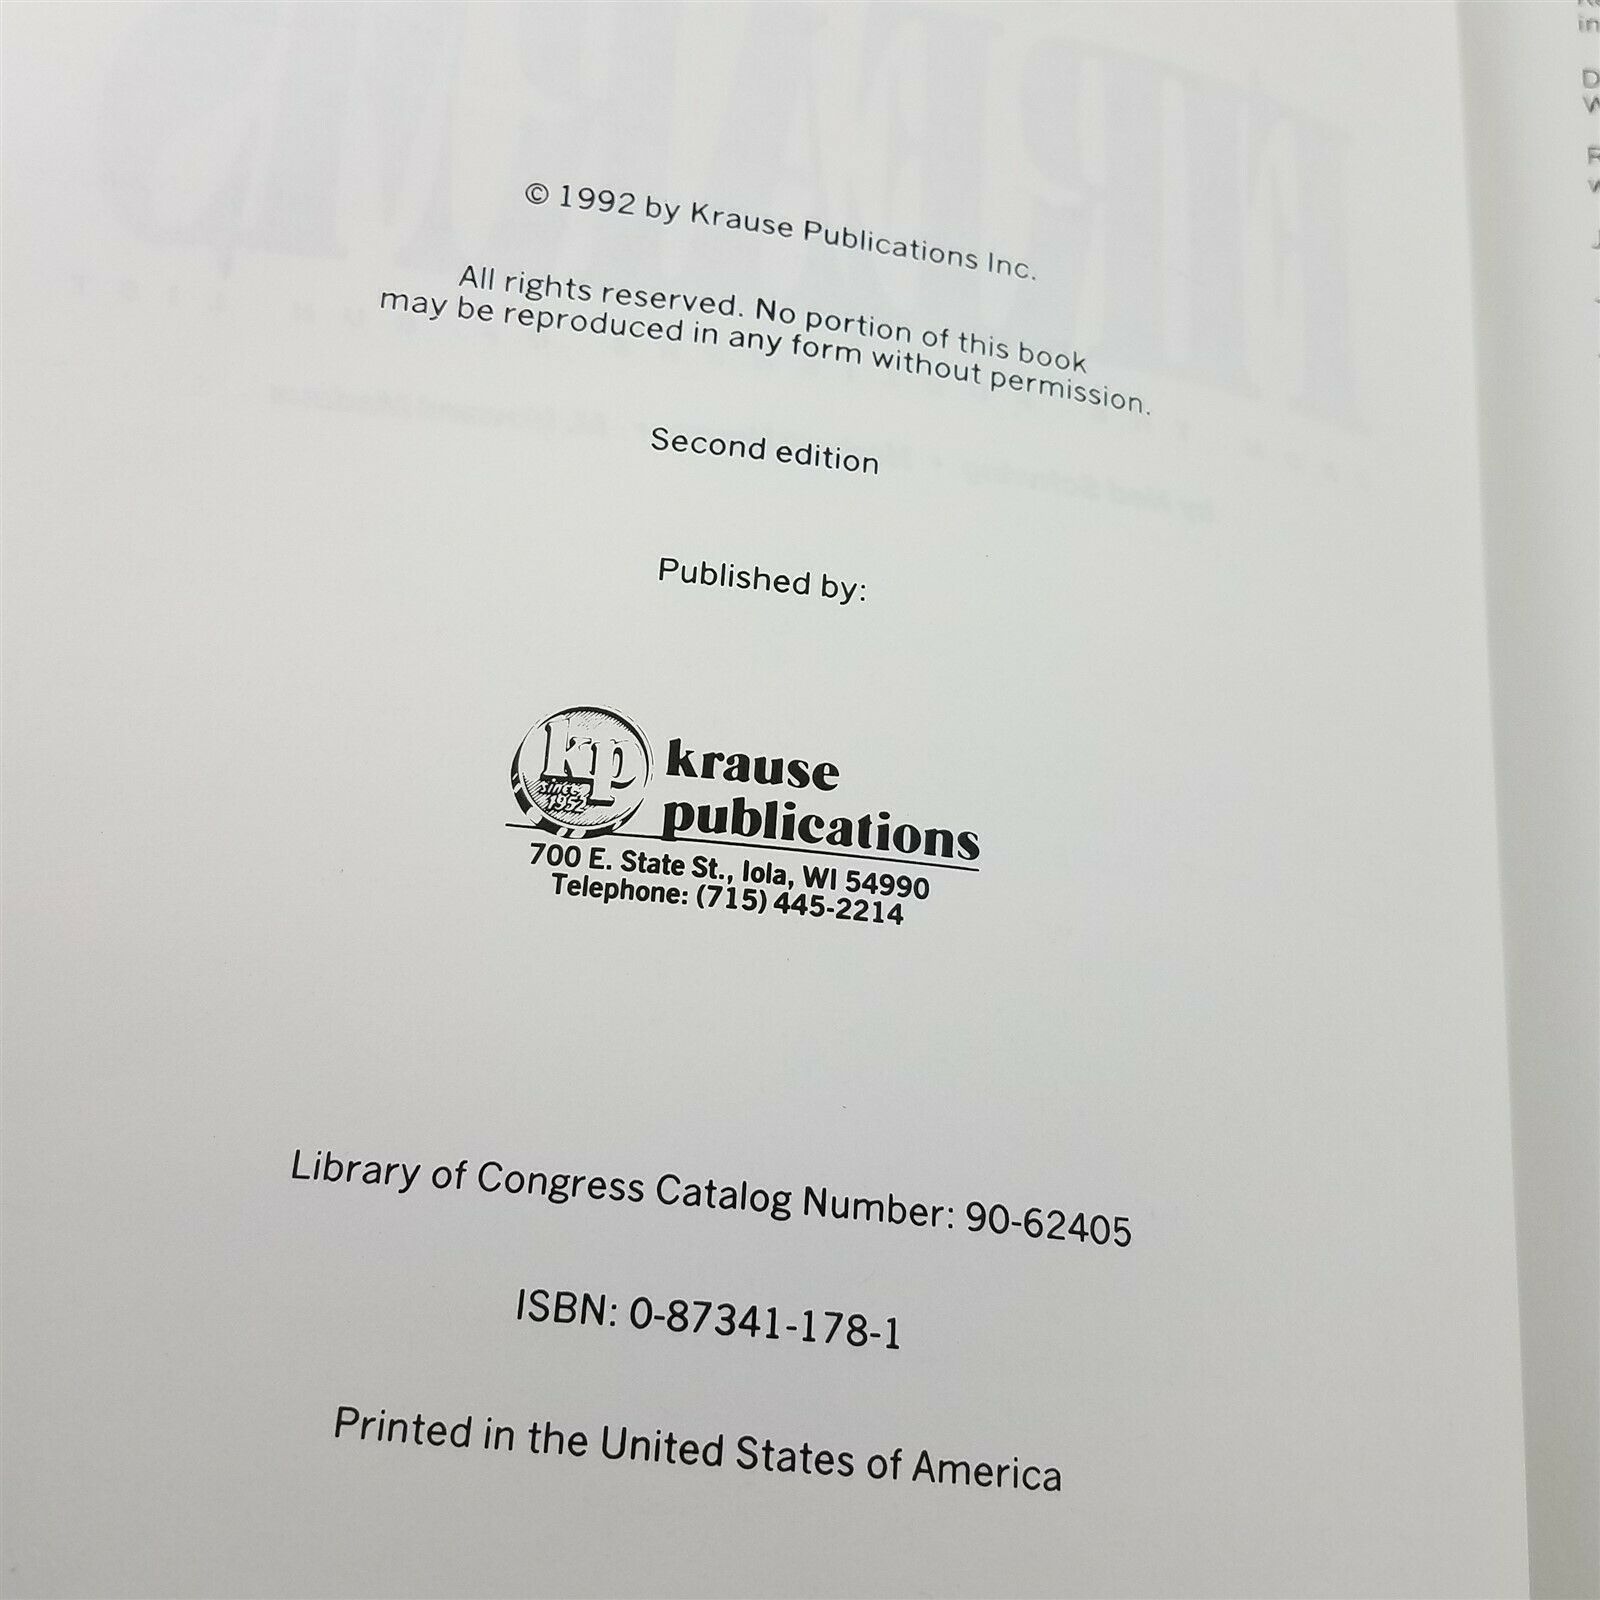 © 1992 by Krause Publications Inc.
All rights reserved. No portion of this book
may be reproduced in any form without permission.
Second edition
Published by:
kp
since
1952
krause
publications
700 E. State St., Iola, WI 54990
Telephone: (715) 445-2214
Library of Congress Catalog Number: 90-62405
ISBN: 0-87341-178-1
Printed in the United States of America